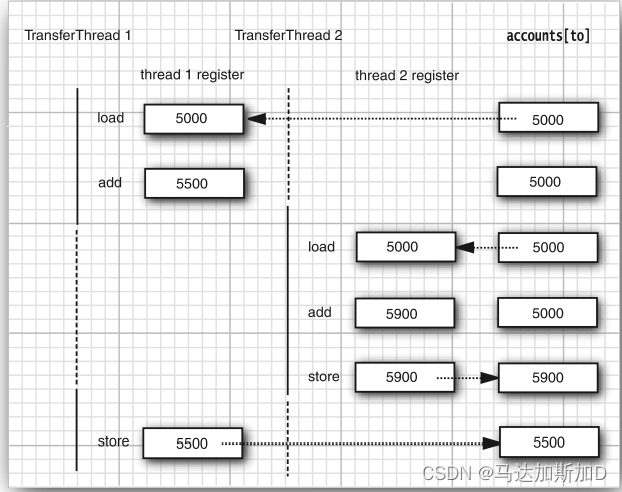 TransferThread 1 TransferThread 2 accounts[to]
thread 1 register thread 2 register
load 5000 5000
add 5500 5000
load 5000 5000
add 5900 5000
store 5900 5900
store 5500 5500
CSDN @马达加斯加D